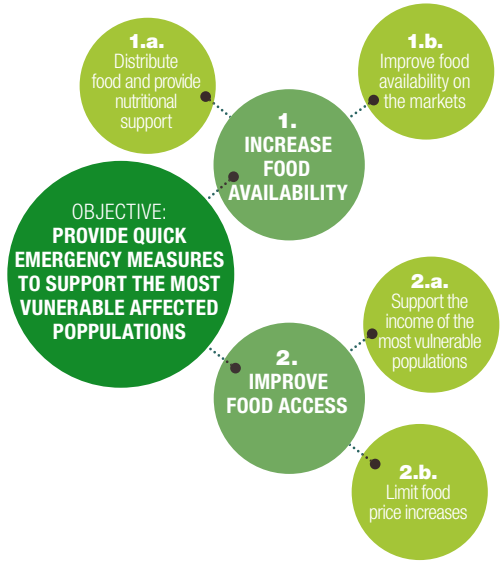 OBJECTIVE:
PROVIDE QUICK
EMERGENCY MEASURES
TO SUPPORT THE MOST
VUNERABLE AFFECTED
POPPULATIONS
1.
INCREASE
FOOD
AVAILABILITY
1.a.
Distribute
food and provide
nutritional
support
1.b.
Improve food
availability on
the markets
2.
IMPROVE
FOOD ACCESS
2.a.
Support the
income of the
most vulnerable
populations
2.b.
Limit food
price increases